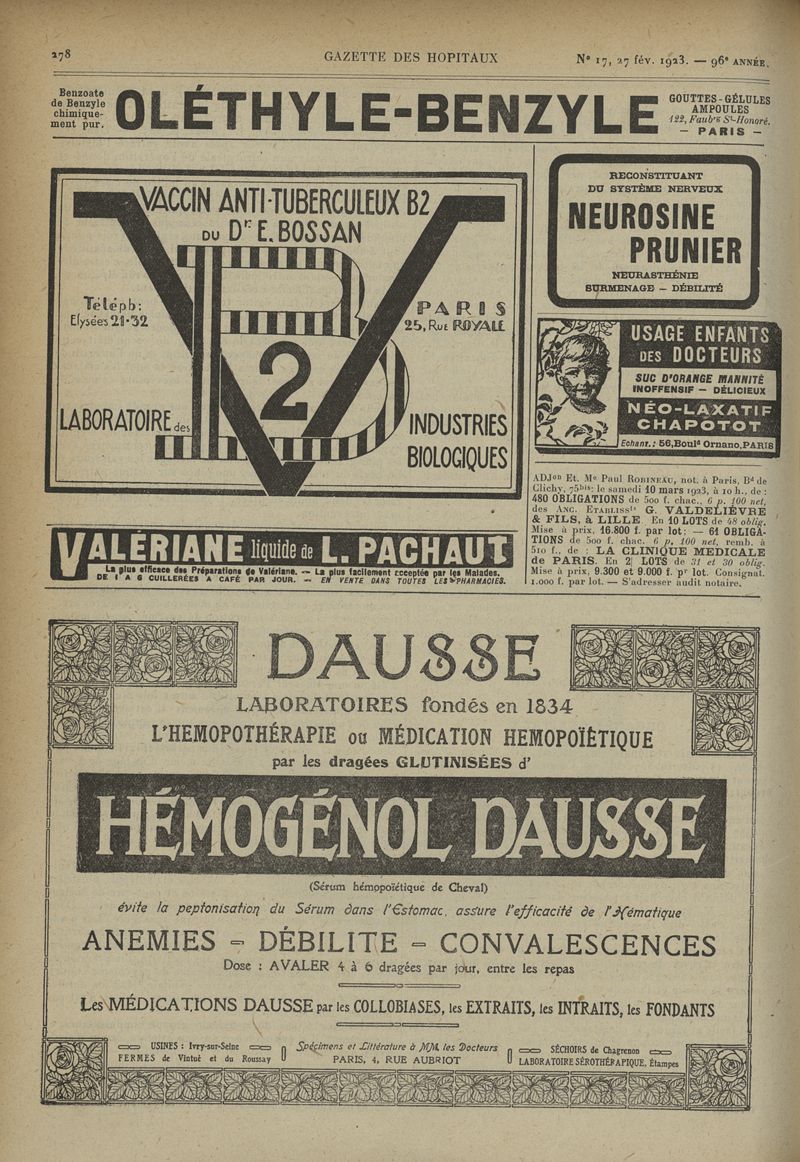 278
GAZETTE DES HOPITAUX
N° 17, 27 fév. 1923. — 96e ANNÉE.
Benzoate
de Benzyle
chimique-
ment pur.
OLÉTHYLE-BENZYLE
GOUTTES-GÉLULES
AMPOULES
122, Faubrg St-Honoré.
— PARIS —
VACCIN ANTI-TUBERCULEUX B2
DU Dr E. BOSSAN
Téléph:
Elysées 21-32
PARIS
25, RUE ROYALE
BV
2
LABORATOIRE des
INDUSTRIES
BIOLOGIQUES
RECONSTITUANT
DU SYSTÈME NERVEUX
NEUROSINE
PRUNIER
NEURASTHÉNIE
SURMENAGE — DÉBILITÉ
USAGE ENFANTS
DES DOCTEURS
SUC D'ORANGE MANNITÉ
INOFFENSIF — DÉLICIEUX
NÉO-LAXATIF
CHAPOTOT
Echant.: 56, Bould Ornano, PARIS
ADJon Et. Me Paul ROBINEAU, not. à Paris, Bd de
Clichy, 75bis: le samedi 10 mars 1923, à 10 h., de :
480 OBLIGATIONS de 500 f. chac., 6 p. 100 net,
des ANC. ETABLISSts G. VALDELIÈVRE
& FILS, à LILLE. En 10 LOTS de 48 oblig.
Mise à prix, 16.800 f. par lot; — 61 OBLIGA-
TIONS de 500 f. chac. 6 p. 100 net, remb. à
510 f., de : LA CLINIQUE MEDICALE
de PARIS. En 2 LOTS de 31 et 30 oblig.
Mise à prix, 9.300 et 9.000 f. pr lot. Consignat.
1.000 f. par lot. — S'adresser audit notaire.
VALÉRIANE liquide de L. PACHAUT
La plus efficace des Préparations de Valériane. — La plus facilement acceptée par les Malades.
DE 1 A 6 CUILLERÉES A CAFÉ PAR JOUR. — EN VENTE DANS TOUTES LES PHARMACIES.
DAUSSE
LABORATOIRES fondés en 1834
L'HEMOPOTHÉRAPIE ou MÉDICATION HEMOPOÏÉTIQUE
par les dragées GLUTINISÉES d'
HÉMOGÉNOL DAUSSE
(Sérum hémopoïétique de Cheval)
évite la peptonisation du Sérum dans l'Estomac, assure l'efficacité de l'Hématique
ANEMIES - DÉBILITE - CONVALESCENCES
Dose : AVALER 4 à 6 dragées par jour, entre les repas
Les MÉDICATIONS DAUSSE par les COLLOBIASES, les EXTRAITS, les INTRAITS, les FONDANTS
USINES : Ivry-sur-Seine
FERMES de Vintué et du Roussay
Spécimens et Littérature à MM. les Docteurs
PARIS, 4, RUE AUBRIOT
SÉCHOIRS de Chagrenon
LABORATOIRE SÉROTHÉRAPIQUE, Étampes